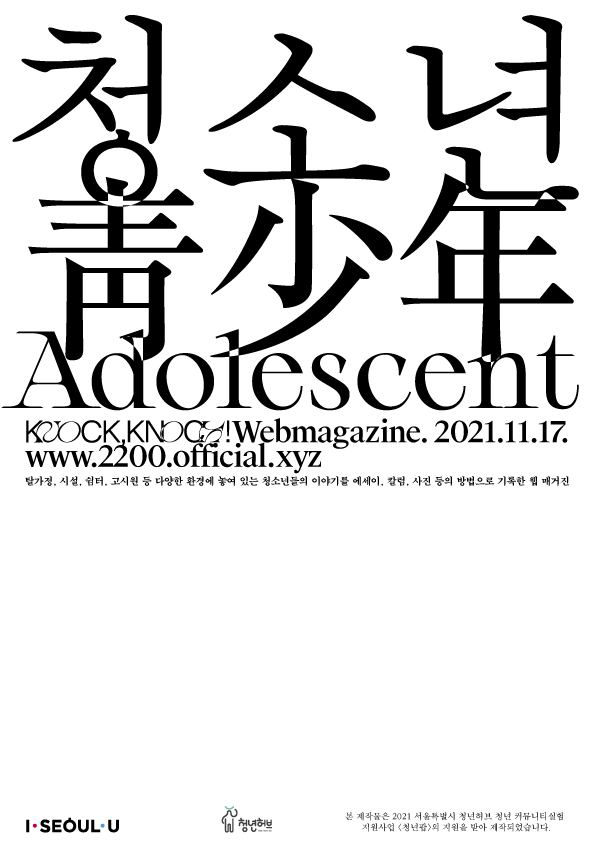 청소년
靑少年
Adolescent
KNOCK,KNOCK!Webmagazine. 2021.11.17.
www.2200.official.xyz
탈가정, 시설, 쉼터, 고시원 등 다양한 환경에 놓여 있는 청소년들의 이야기를 에세이, 칼럼, 사진 등의 방법으로 기록한 웹 매거진
I·SEOUL·U
청년허브
본 제작물은 2021 서울특별시 청년허브 청년 커뮤니티실험
지원사업 〈청년팝〉의 지원을 받아 제작되었습니다.